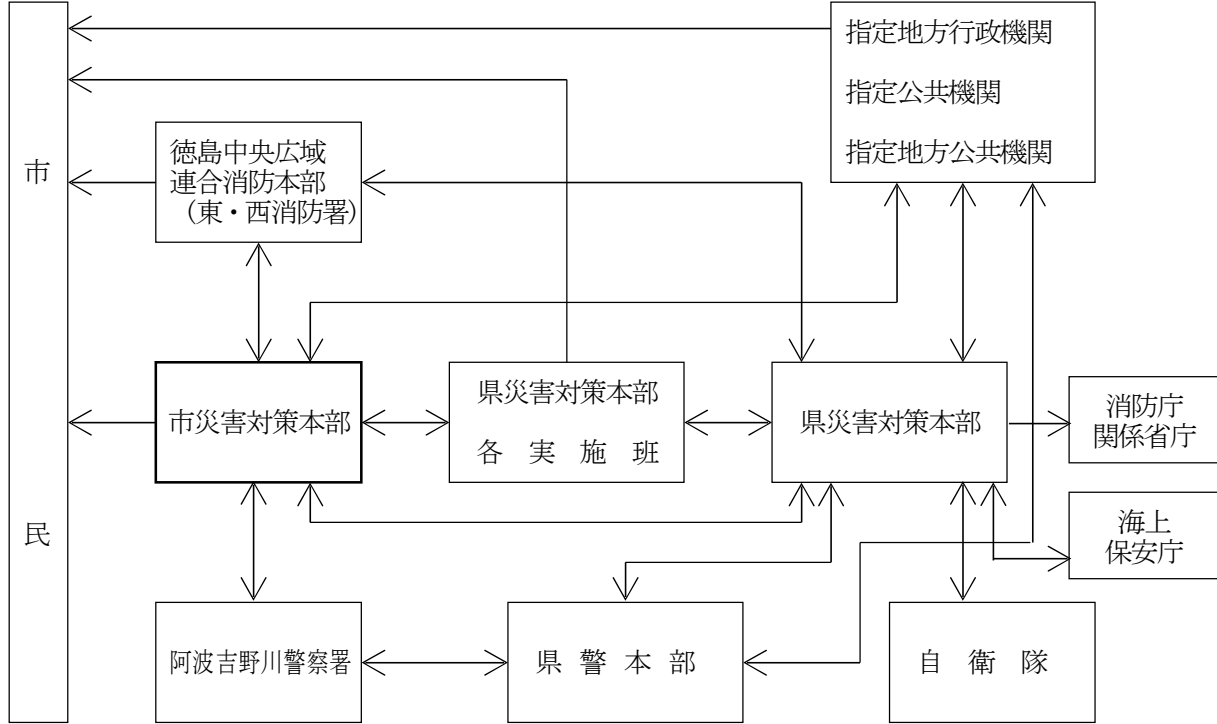 市民
指定地方行政機関
指定公共機関
指定地方公共機関
徳島中央広域
連合消防本部
（東・西消防署）
市災害対策本部
県災害対策本部
各実施班
県災害対策本部
消防庁
関係省庁
海上
保安庁
阿波吉野川警察署
県警本部
自衛隊